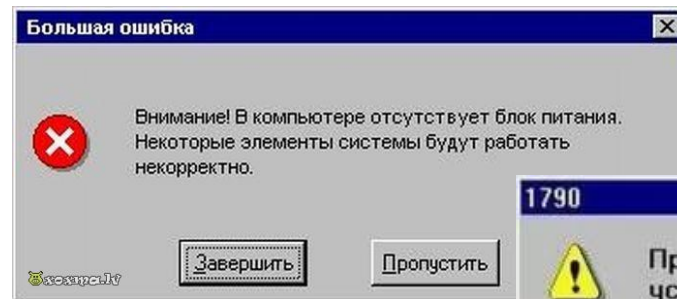 Большая ошибка
Внимание! В компьютере отсутствует блок питания.
Некоторые элементы системы будут работать
некорректно.
Завершить
Пропустить
1790